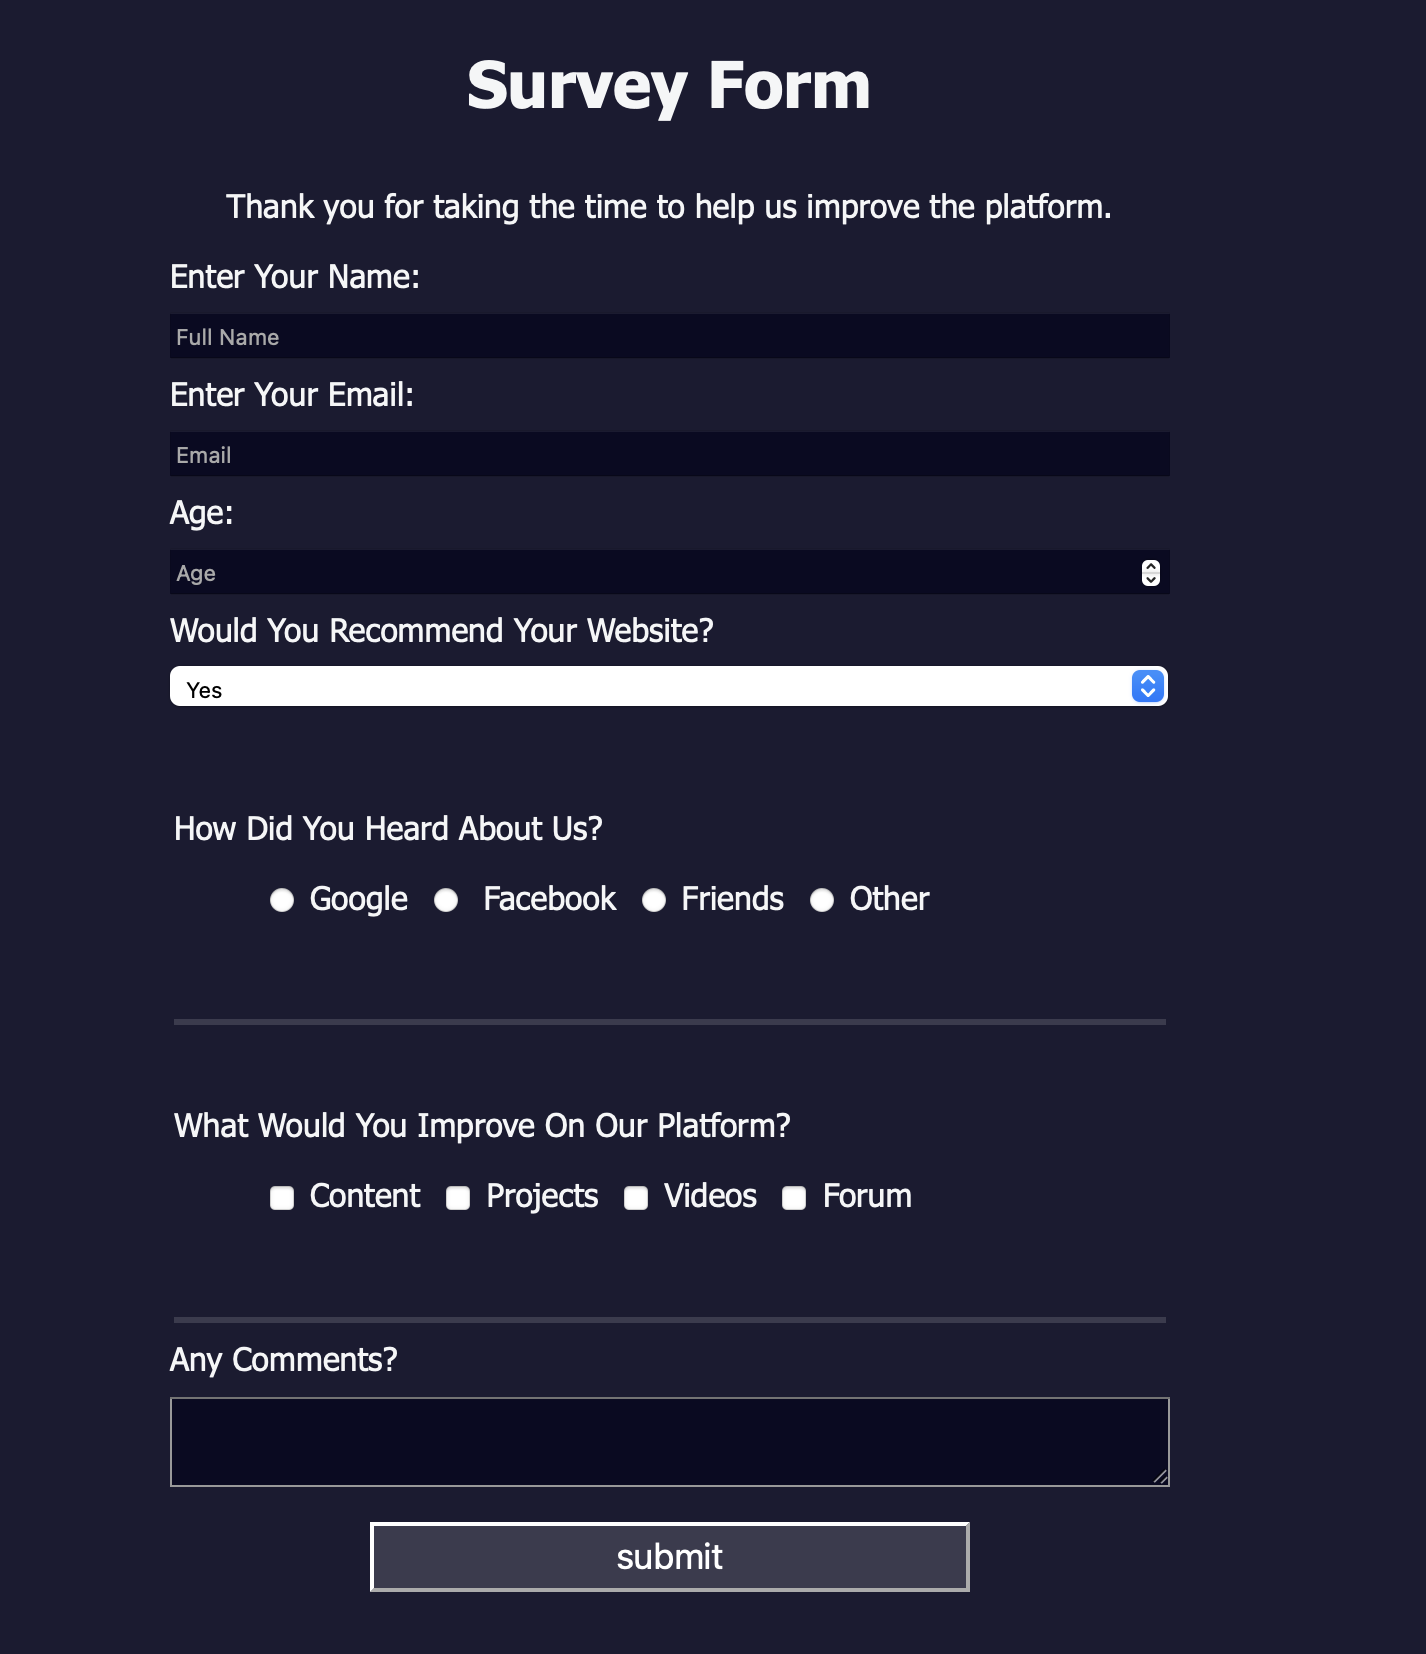 Survey Form
Thank you for taking the time to help us improve the platform.
Enter Your Name:
Full Name
Enter Your Email:
Email
Age:
Age
Would You Recommend Your Website?
Yes
How Did You Heard About Us?
Google Facebook Friends Other
What Would You Improve On Our Platform?
Content Projects Videos Forum
Any Comments?
submit